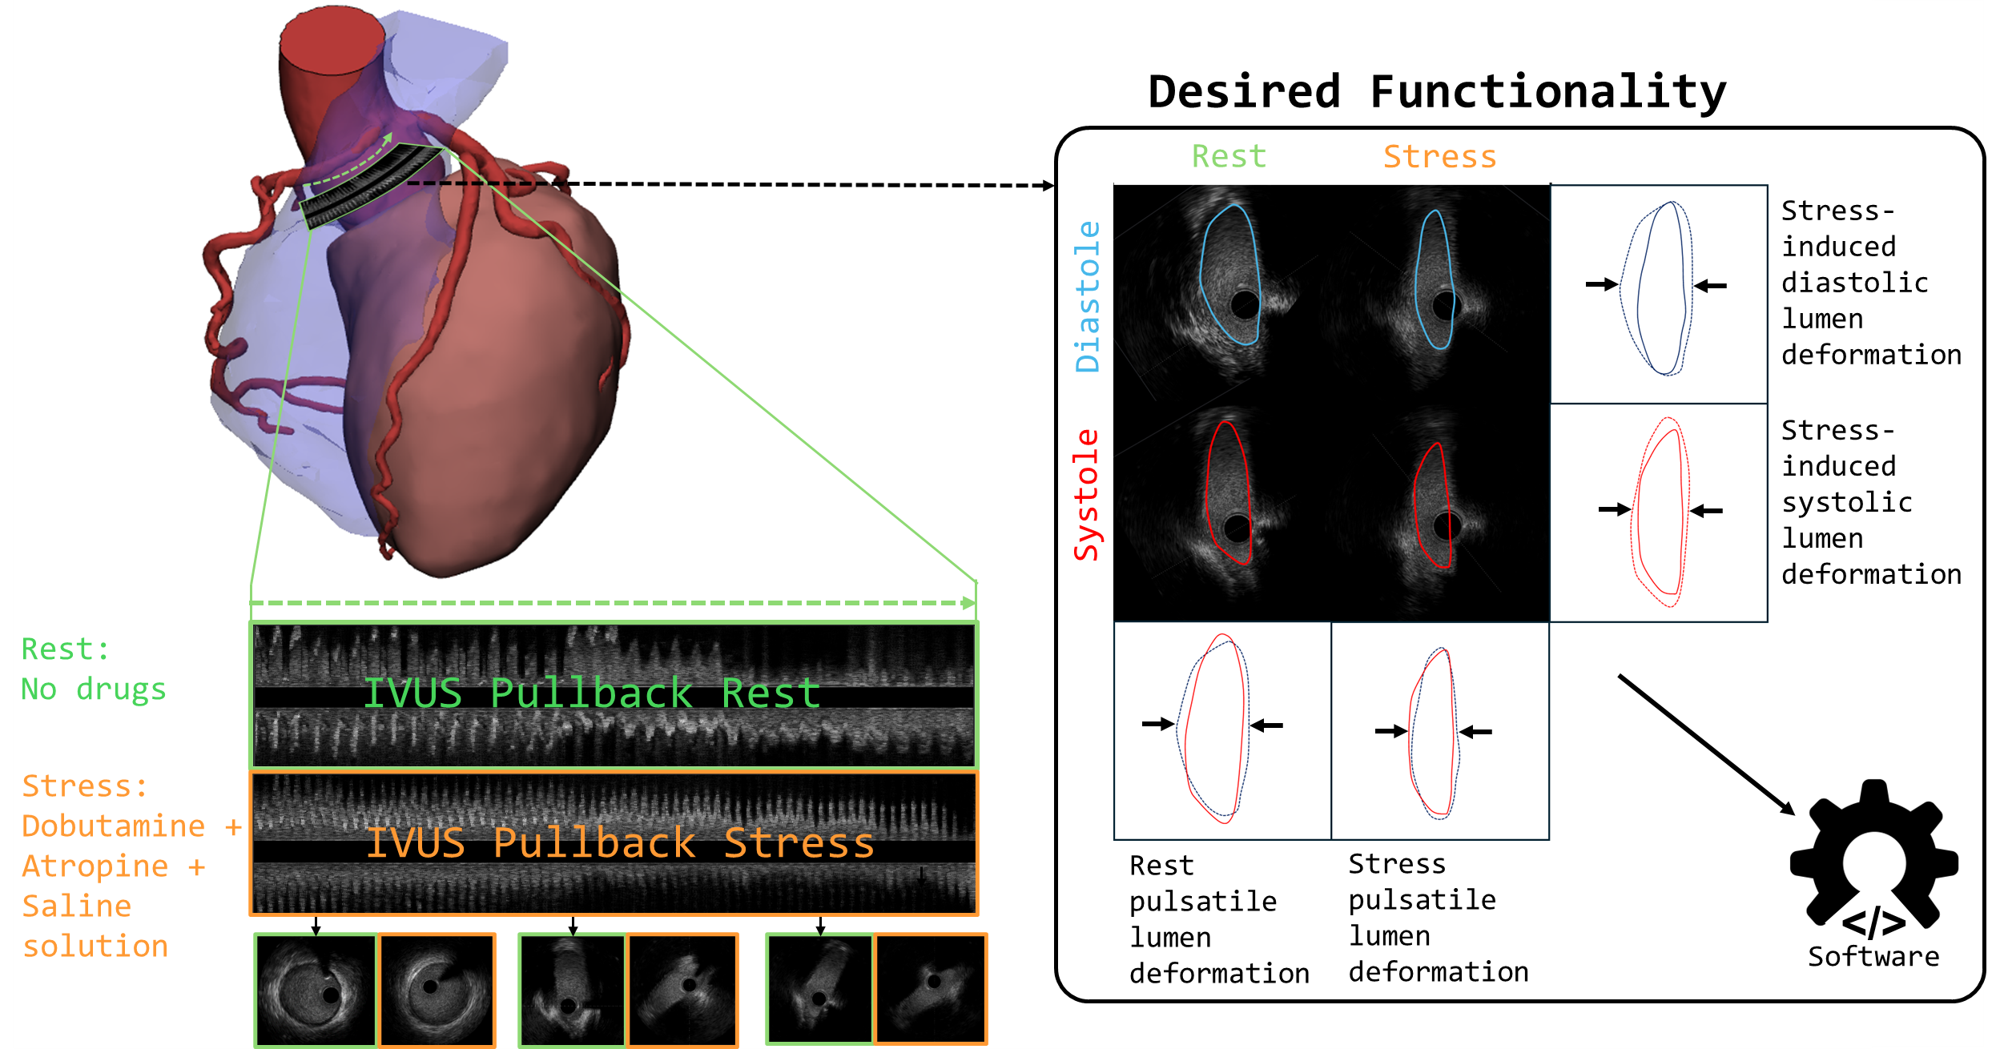 Desired Functionality
Rest
Stress
Diastole
Systole
Stress-
induced
diastolic
lumen
deformation
Stress-
induced
systolic
lumen
deformation
Rest
pulsatile
lumen
deformation
Stress
pulsatile
lumen
deformation
</>
Software
Rest:
No drugs
IVUS Pullback Rest
Stress:
Dobutamine +
Atropine +
Saline
solution
IVUS Pullback Stress